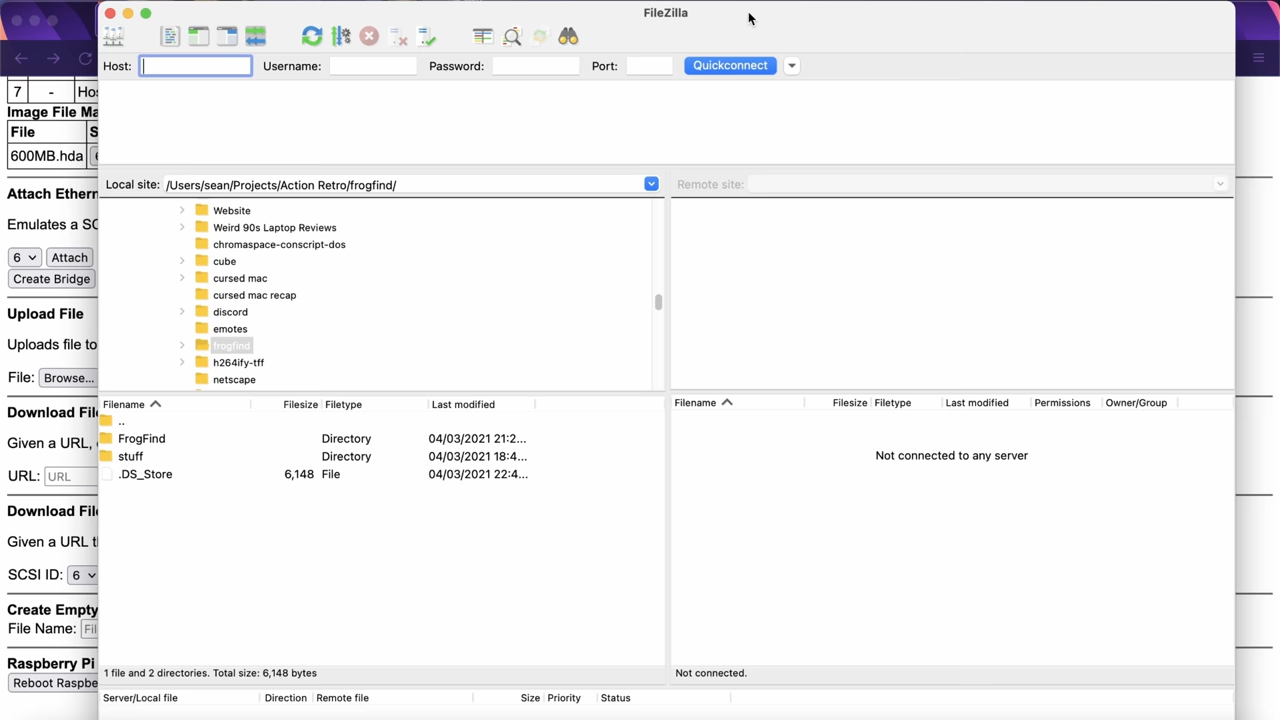 FileZilla
Host:
Username:
Password:
Port:
Quickconnect
7
-
Image File Ma
File
600MB.hda
Attach Ethern
Emulates a SC
6
Attach
Create Bridge
Upload File
Uploads file to
File:
Browse...
Download File
Given a URL,
URL:
URL
Download File
Given a URL t
SCSI ID:
6
Create Empty
File Name:
Fil
Raspberry Pi
Reboot Raspbe
Local site:
/Users/sean/Projects/Action Retro/frogfind/
Website
Weird 90s Laptop Reviews
chromaspace-conscript-dos
cube
cursed mac
cursed mac recap
discord
emotes
frogfind
h264ify-tff
netscape
Remote site:
Filename Filesize Filetype Last modified
..
FrogFind Directory 04/03/2021 21:2...
stuff Directory 04/03/2021 18:4...
.DS_Store 6,148 File 04/03/2021 22:4...
1 file and 2 directories. Total size: 6,148 bytes
Filename Filesize Filetype Last modified Permissions Owner/Group
Not connected to any server
Not connected.
Server/Local file Direction Remote file Size Priority Status